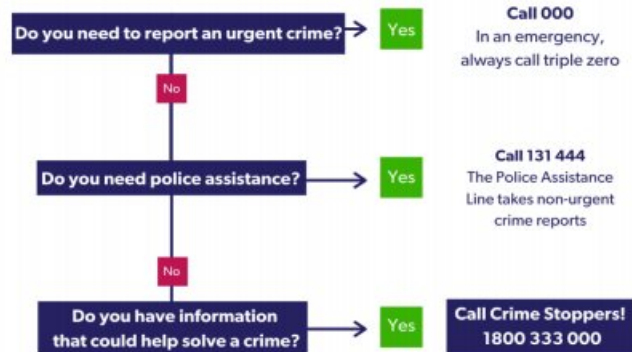 Do you need to report an urgent crime?
Yes
Call 000
In an emergency,
always call triple zero
No
Do you need police assistance?
Yes
Call 131 444
The Police Assistance
Line takes non-urgent
crime reports
No
Do you have information
that could help solve a crime?
Yes
Call Crime Stoppers!
1800 333 000